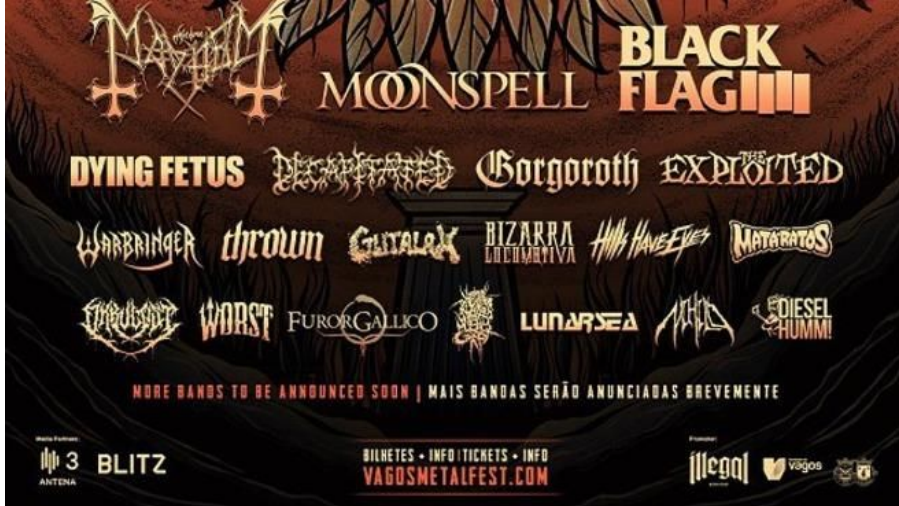 MAYHEM
MOONSPELL
BLACK
FLAG
DYING FETUS DECAPITATED Gorgoroth THE EXPLOITED
WARBRINGER thrown GUTALAX BIZARRA LOCOMOTIVA Hills Have Eyes MATARATOS
WORST FURORGALLICO LUNARSEA DIESEL HUMM!
MORE BANDS TO BE ANNOUNCED SOON | MAIS BANDAS SERÃO ANUNCIADAS BREVEMENTE
Media Partners:
3 ANTENA BLITZ
BILHETES • INFO | TICKETS • INFO
VAGOSMETALFEST.COM
Promotor:
illegal vagos